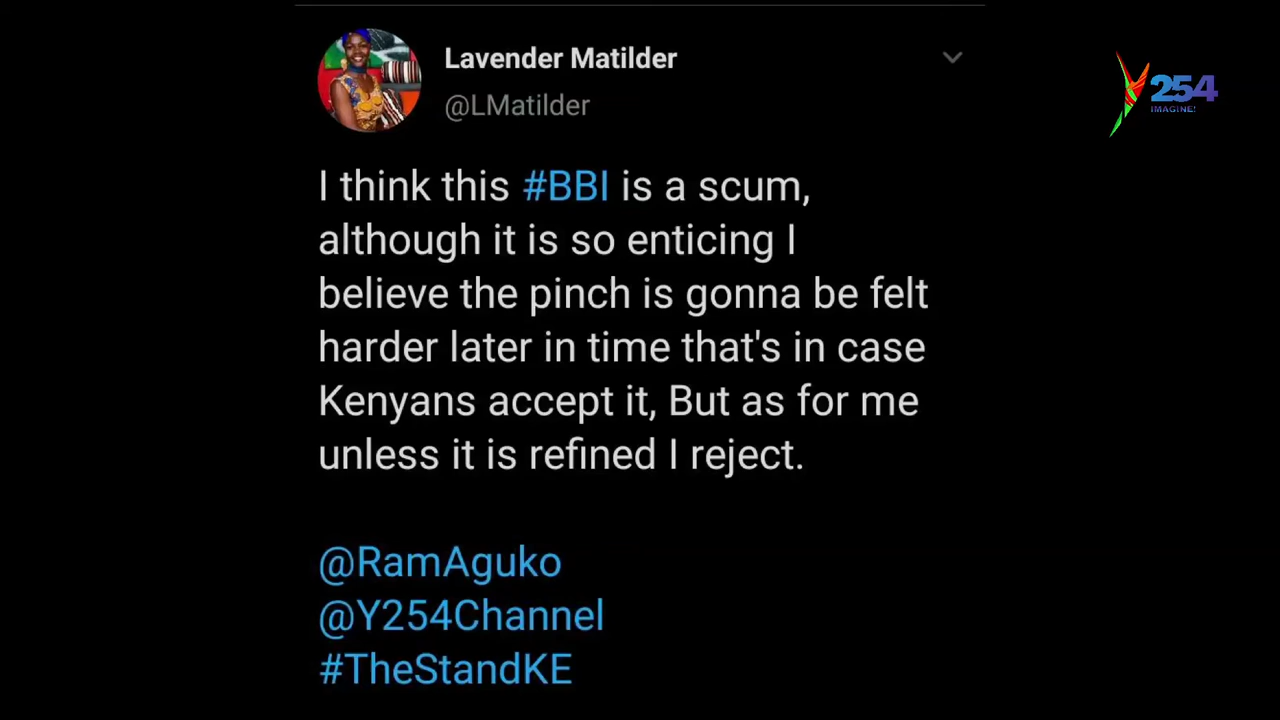 Lavender Matilder
@LMatilder
254
IMAGINE!
I think this #BBI is a scum,
although it is so enticing I
believe the pinch is gonna be felt
harder later in time that's in case
Kenyans accept it, But as for me
unless it is refined I reject.
@RamAguko
@Y254Channel
#TheStandKE